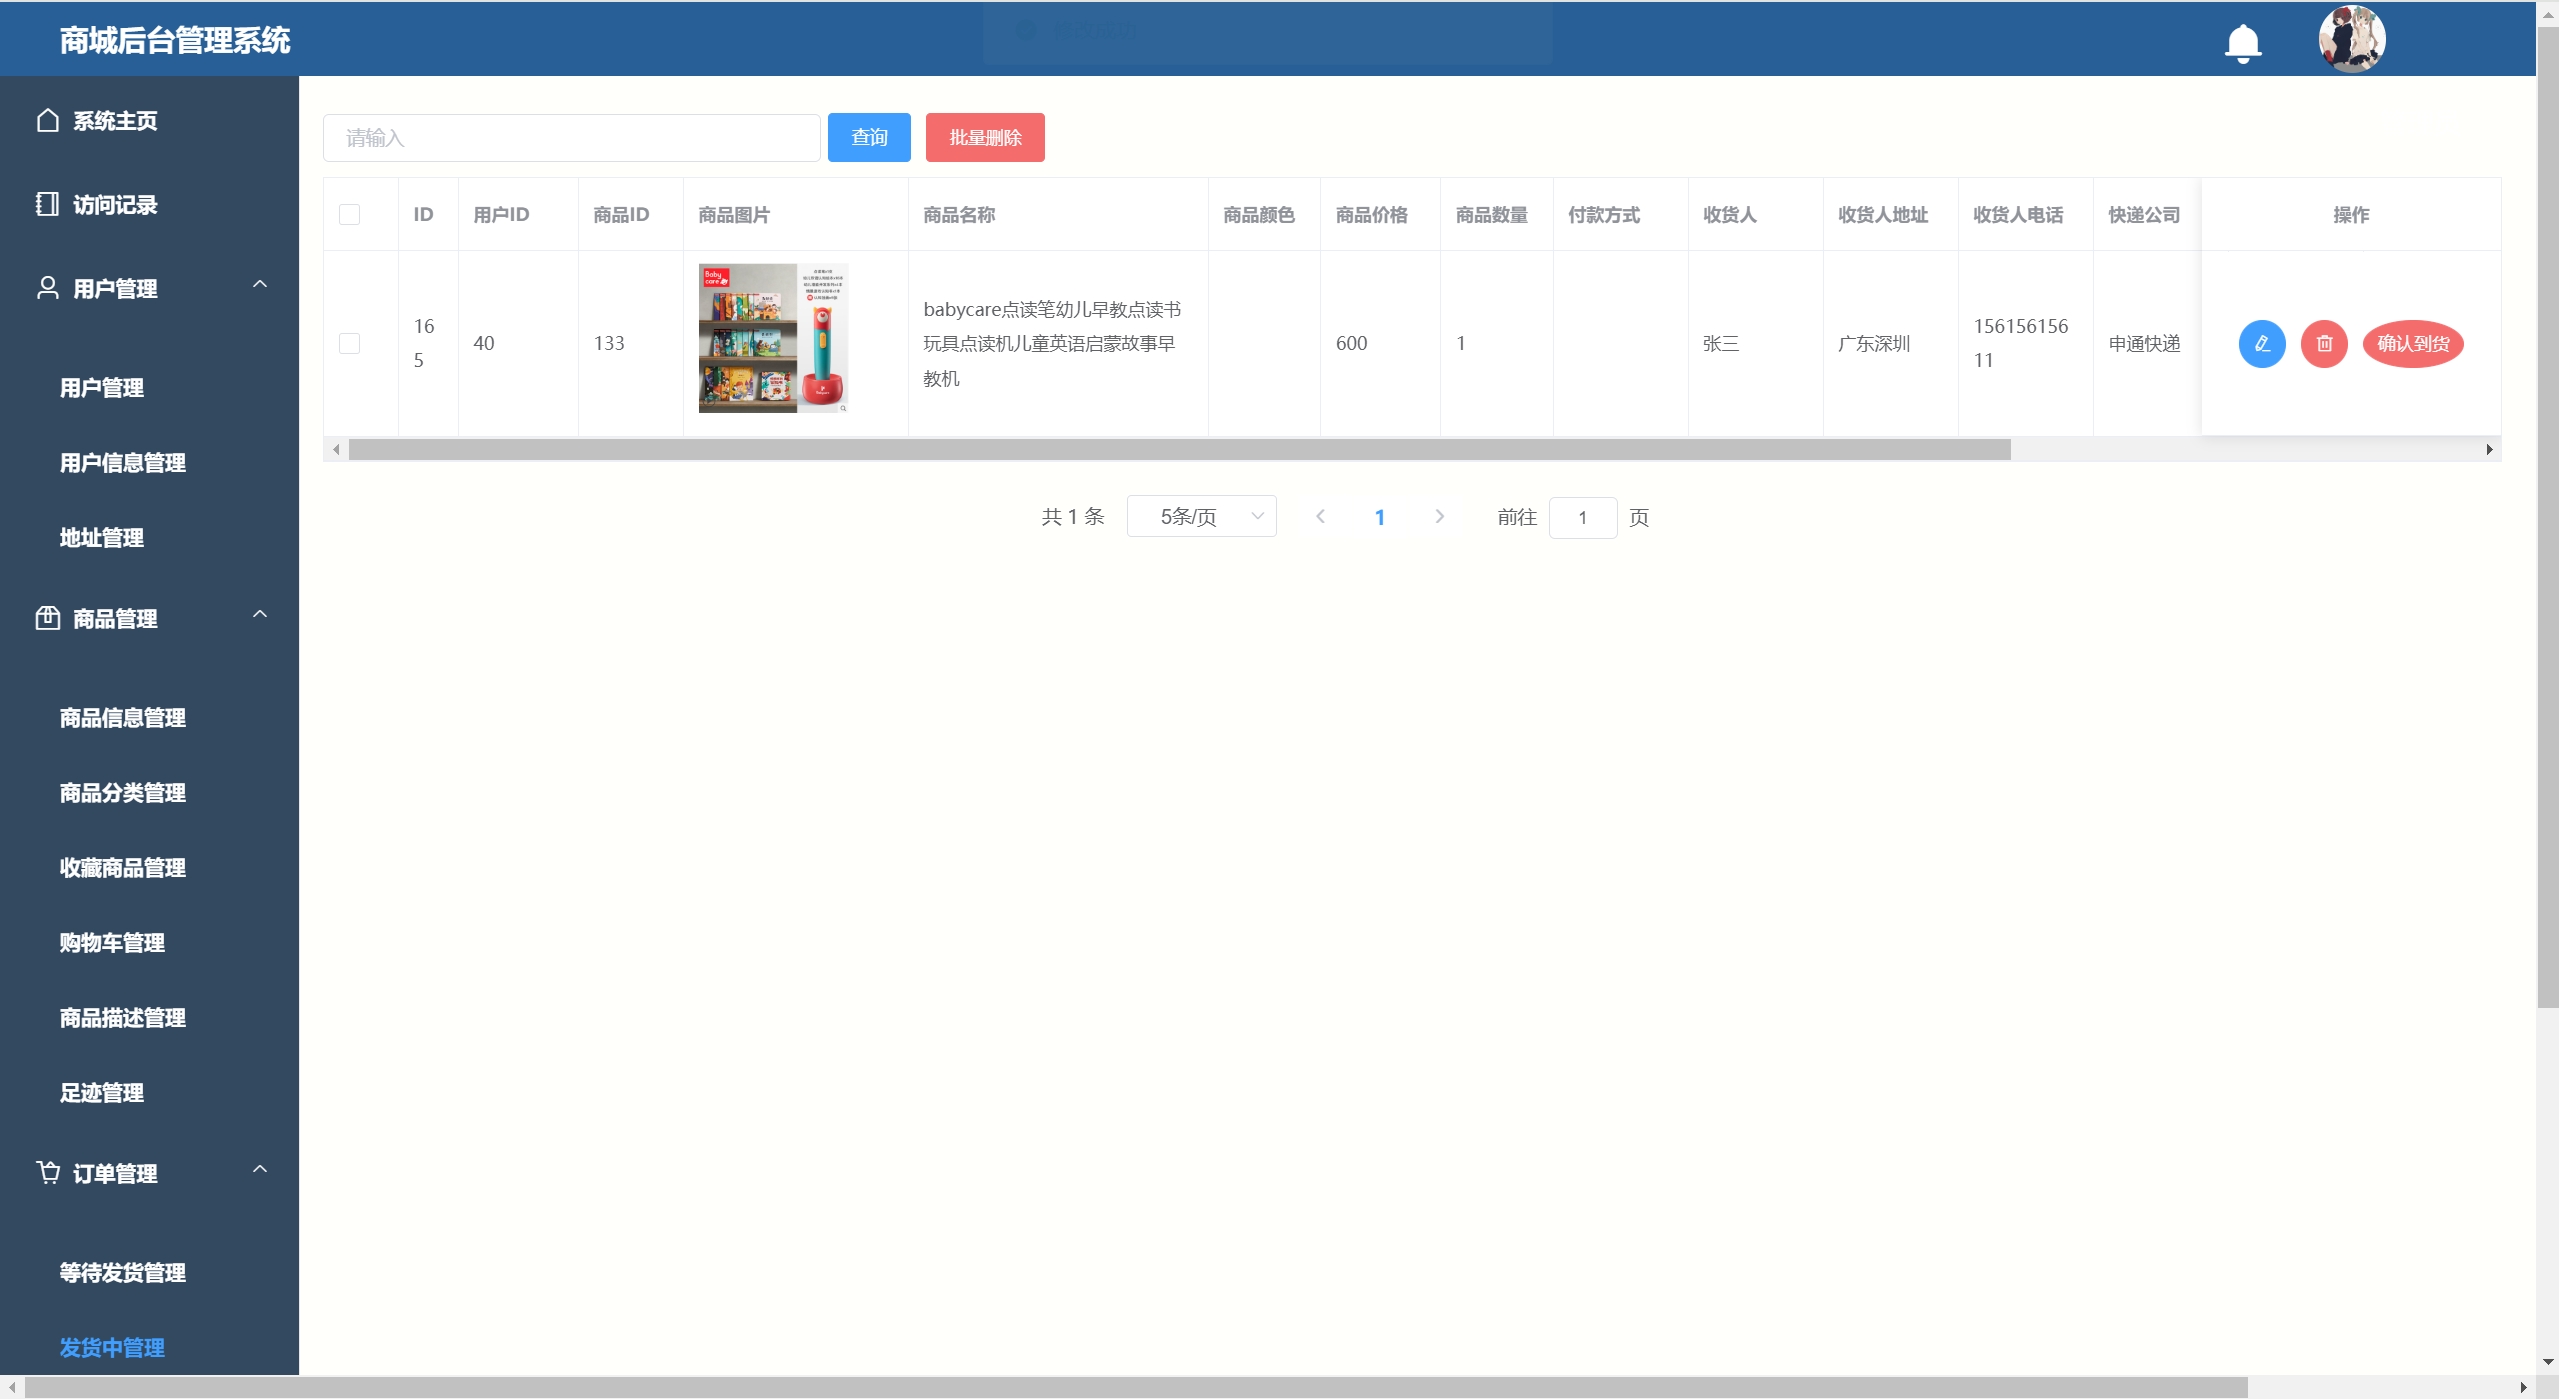 商城后台管理系统
系统主页
访问记录
用户管理
用户管理
用户信息管理
地址管理
商品管理
商品信息管理
商品分类管理
收藏商品管理
购物车管理
商品描述管理
足迹管理
订单管理
等待发货管理
发货中管理
请输入 查询 批量删除
ID 用户ID 商品ID 商品图片 商品名称 商品颜色 商品价格 商品数量 付款方式 收货人 收货人地址 收货人电话 快递公司 操作
16
5
40
133
Baby
care
babycare点读笔幼儿早教点读书
玩具点读机儿童英语启蒙故事早
教机
600
1
张三
广东深圳
156156156
11
申通快递
确认到货
共 1 条 5条/页 1 前往 1 页